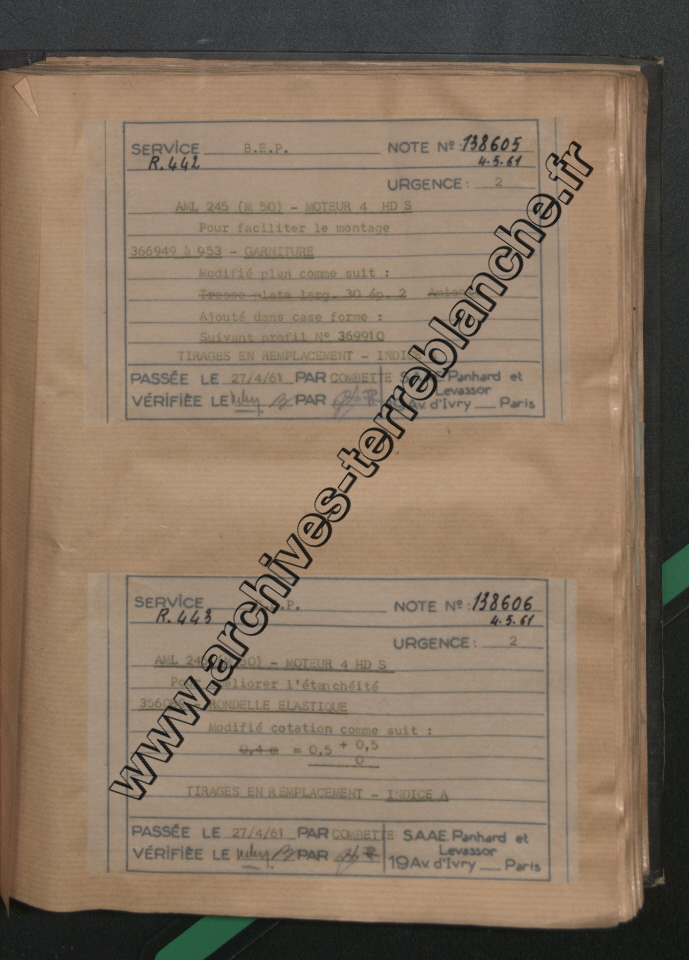 SERVICE B.E.P. NOTE Nº: 138605
R.442 4.5.61
URGENCE: 2
AML 245 (M 50) - MOTEUR 4 HD S
Pour faciliter le montage
366949 à 953 - GARNITURE
Modifié plan comme suit :
Tresse plate larg. 30 ép. 2
Ajouté dans case forme :
Suivant profil N° 369910
TIRAGES EN REMPLACEMENT -
PASSÉE LE 27/4/61 PAR COMBETTE Panhard et
Levassor
VÉRIFIÉE LE PAR Av. d'Ivry Paris
www.archives-terreblanche.fr
SERVICE P. NOTE Nº: 138606
R.443 4.5.61
URGENCE: 2
AML - MOTEUR 4 HD S
l'étanchéité
RONDELLE ELASTIQUE
Modifié cotation comme suit :
0,4 = 0,5 + 0,5
0
TIRAGES EN REMPLACEMENT - INDICE A
PASSÉE LE 27/4/61 PAR COMBETTE S.A.A.E. Panhard et
Levassor
VÉRIFIÉE LE PAR 19 Av. d'Ivry Paris